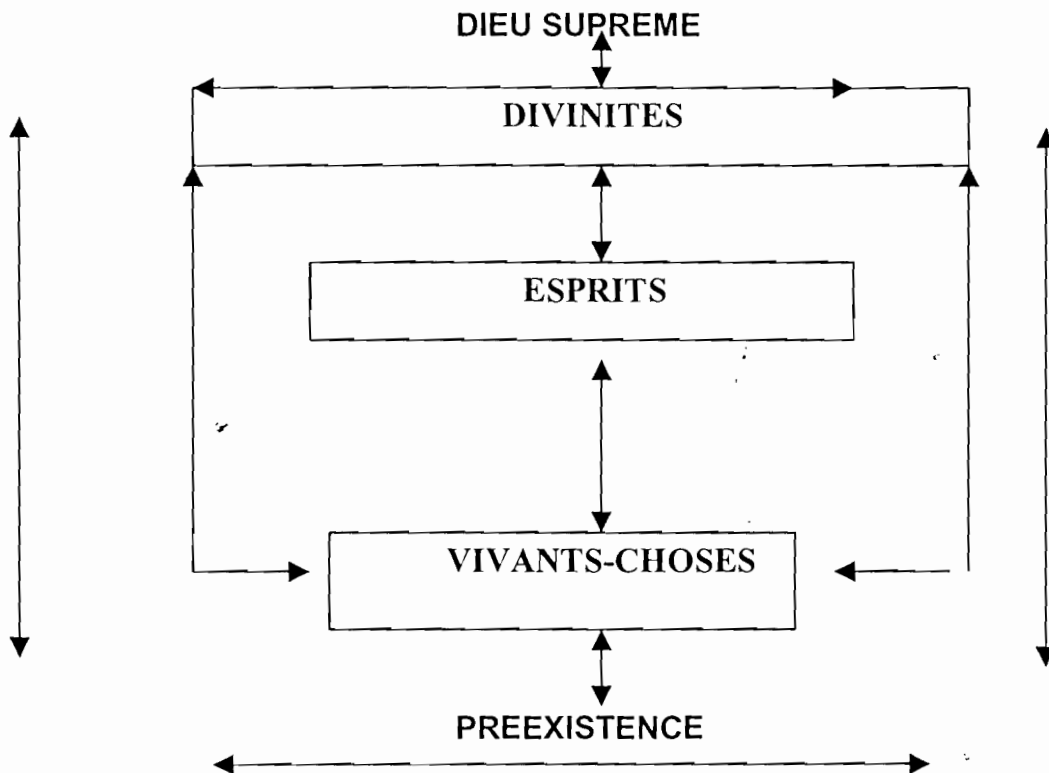 DIEU SUPREME
DIVINITES
ESPRITS
VIVANTS-CHOSES
PREEXISTENCE